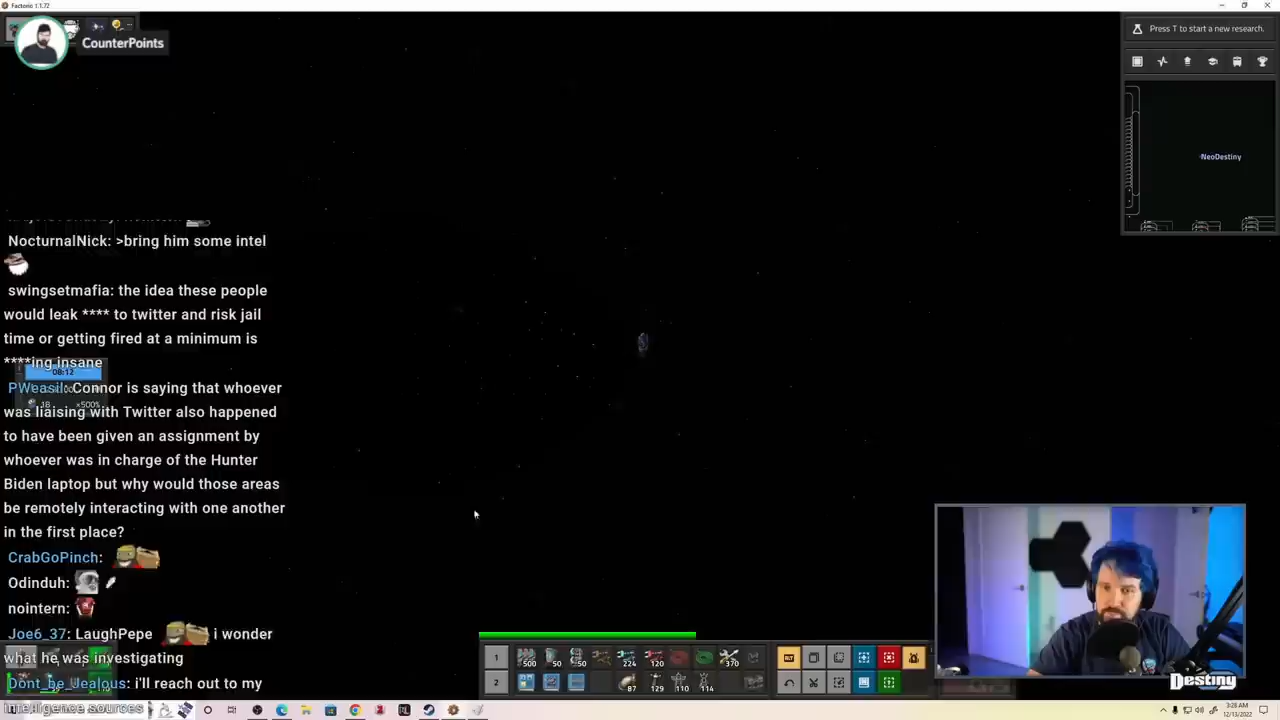 Factorio 1.1.72
CounterPoints
Press T to start a new research.
NeoDestiny
NocturnalNick: >bring him some intel
swingsetmafia: the idea these people
would leak **** to twitter and risk jail
time or getting fired at a minimum is
****ing insane
08:12
PWeasil: Connor is saying that whoever
18 ×500%
was liaising with Twitter also happened
to have been given an assignment by
whoever was in charge of the Hunter
Biden laptop but why would those areas
be remotely interacting with one another
in the first place?
CrabGoPinch:
Odinduh:
nointern:
Joe6_37: LaughPepe i wonder
what he was investigating
Dont_be_Jealous: i'll reach out to my
intelligence sources
1 500 50 50 224 120 370
2 87 129 110 114
Destiny
3:28 AM
12/13/2022